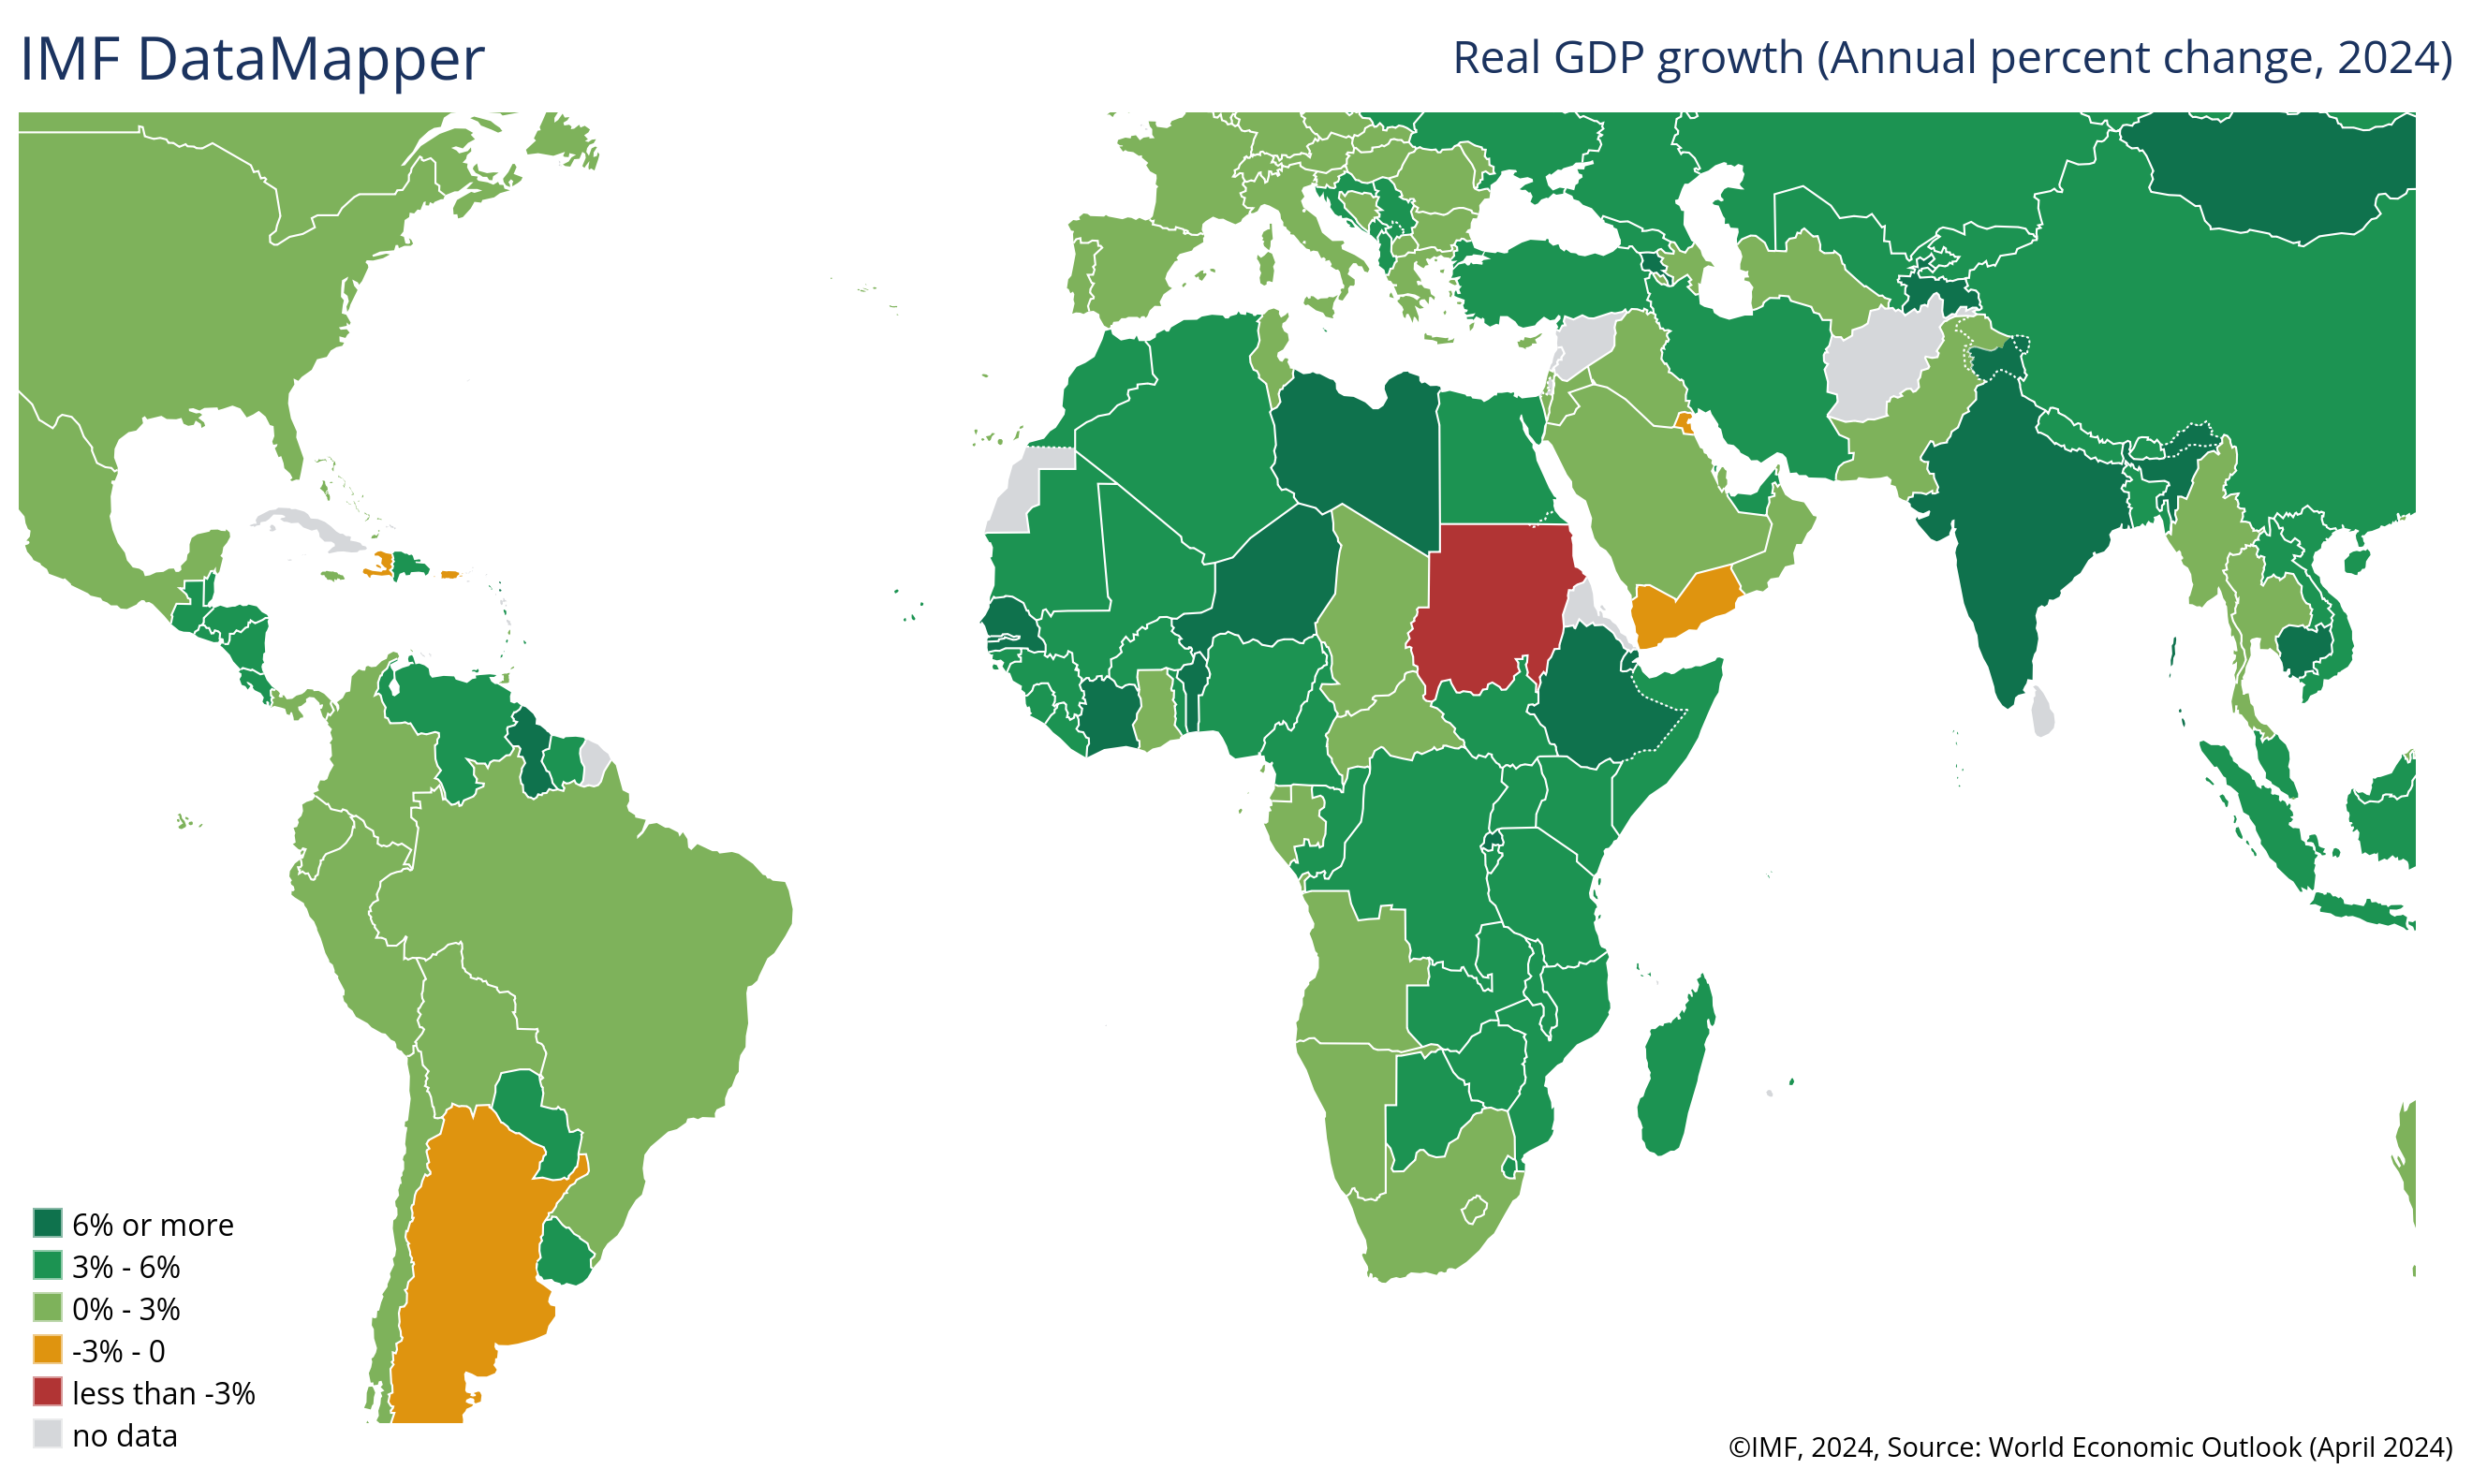 IMF DataMapper
Real GDP growth (Annual percent change, 2024)
6% or more
3% - 6%
0% - 3%
-3% - 0
less than -3%
no data
©IMF, 2024, Source: World Economic Outlook (April 2024)